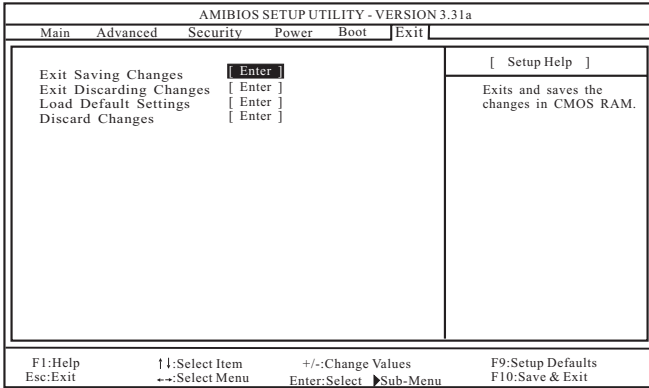 AMIBIOS SETUP UTILITY - VERSION 3.31a
Main Advanced Security Power Boot Exit
Exit Saving Changes [ Enter ]
Exit Discarding Changes [ Enter ]
Load Default Settings [ Enter ]
Discard Changes [ Enter ]
[ Setup Help ]
Exits and saves the
changes in CMOS RAM.
F1:Help ↑↓:Select Item +/-:Change Values F9:Setup Defaults
Esc:Exit ←→:Select Menu Enter:Select ▶Sub-Menu F10:Save & Exit